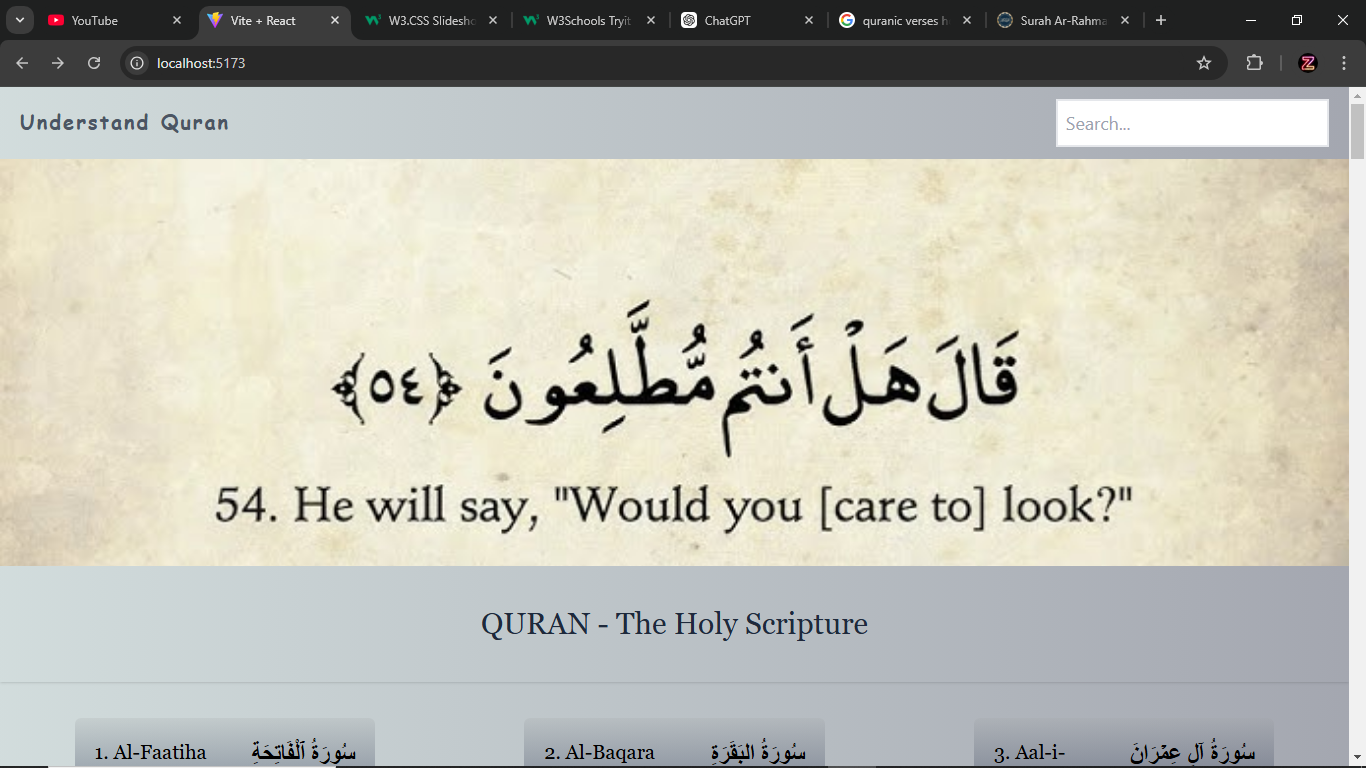 YouTube
Vite + React
W3.CSS Slidesho
W3Schools Tryit
ChatGPT
quranic verses h
Surah Ar-Rahma
localhost:5173
Understand Quran
Search...
قَالَ هَلْ أَنتُم مُّطَّلِعُونَ ﴿٥٤﴾
54. He will say, "Would you [care to] look?"
QURAN - The Holy Scripture
1. Al-Faatiha سُورَةُ ٱلْفَاتِحَةِ
2. Al-Baqara سُورَةُ البَقَرَةِ
3. Aal-i- سُورَةُ آلِ عِمۡرَانَ